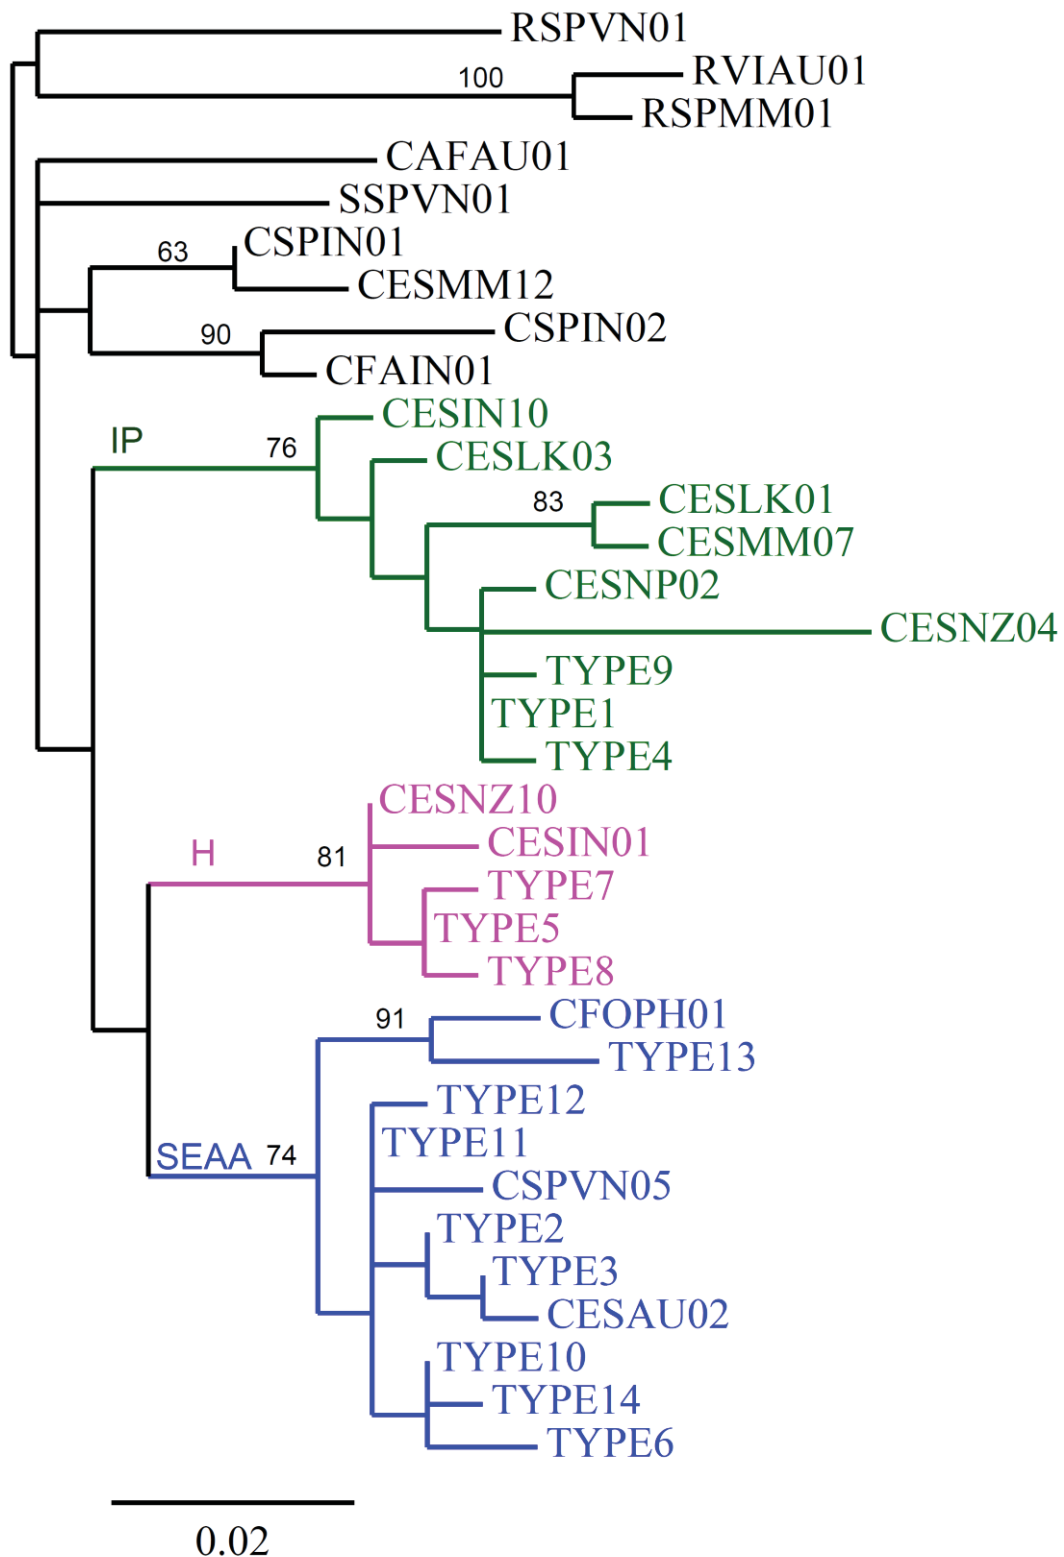 RSPVN01
100
RVIAU01
RSPMM01
CAFAU01
SSPVN01
63
CSPIN01
CESMM12
90
CSPIN02
CFAIN01
IP
76
CESIN10
CESLK03
83
CESLK01
CESMM07
CESNP02
CESNZ04
TYPE9
TYPE1
TYPE4
H
81
CESNZ10
CESIN01
TYPE7
TYPE5
TYPE8
91
CFOPH01
TYPE13
SEAA 74
TYPE12
TYPE11
CSPVN05
TYPE2
TYPE3
CESAU02
TYPE10
TYPE14
TYPE6
0.02